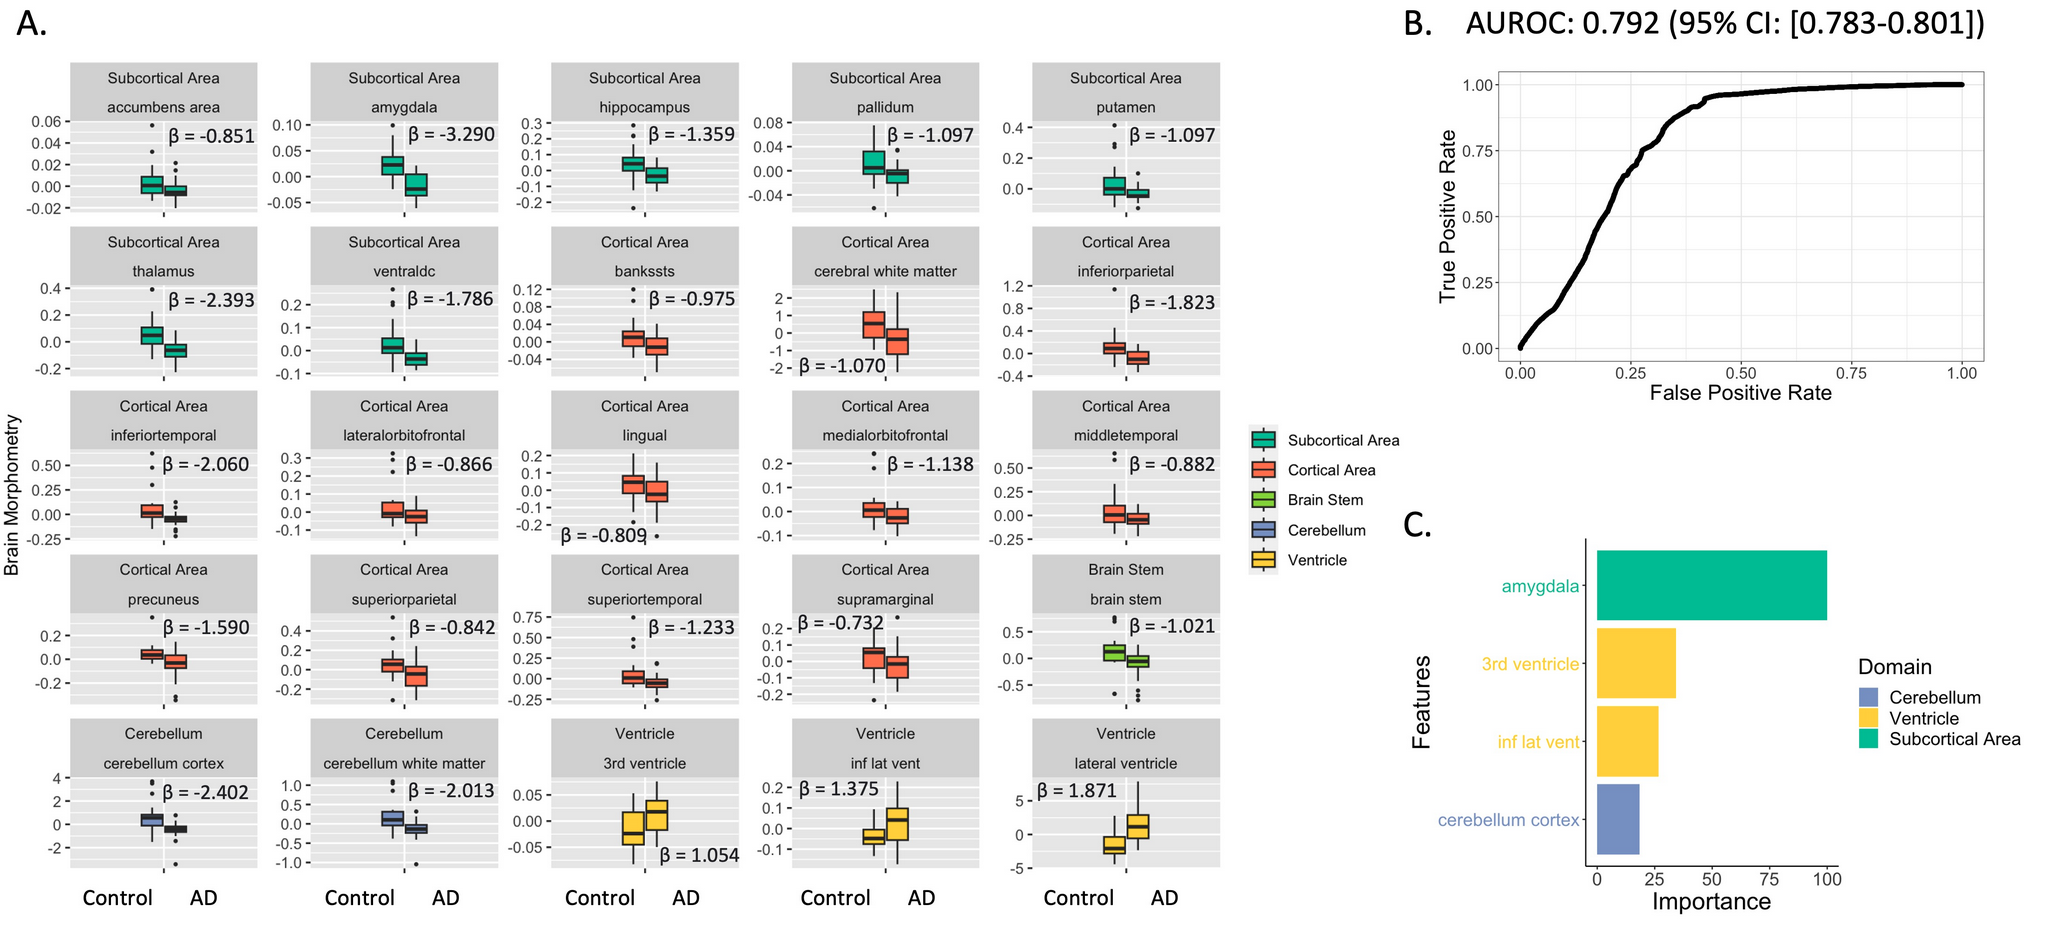 A.
Brain Morphometry
Subcortical Area
accumbens area
β = -0.851
0.06
0.04
0.02
0.00
-0.02
Subcortical Area
amygdala
β = -3.290
0.10
0.05
0.00
-0.05
Subcortical Area
hippocampus
β = -1.359
0.3
0.2
0.1
0.0
-0.1
-0.2
Subcortical Area
pallidum
β = -1.097
0.08
0.04
0.00
-0.04
Subcortical Area
putamen
β = -1.097
0.4
0.2
0.0
Subcortical Area
thalamus
β = -2.393
0.4
0.2
0.0
-0.2
Subcortical Area
ventraldc
β = -1.786
0.2
0.1
0.0
-0.1
Cortical Area
bankssts
β = -0.975
0.12
0.08
0.04
0.00
-0.04
Cortical Area
cerebral white matter
β = -1.070
2
1
0
-1
-2
Cortical Area
inferiorparietal
β = -1.823
1.2
0.8
0.4
0.0
-0.4
Cortical Area
inferiortemporal
β = -2.060
0.50
0.25
0.00
-0.25
Cortical Area
lateralorbitofrontal
β = -0.866
0.3
0.2
0.1
0.0
-0.1
Cortical Area
lingual
β = -0.809
0.2
0.1
0.0
-0.1
-0.2
Cortical Area
medialorbitofrontal
β = -1.138
0.2
0.1
0.0
-0.1
Cortical Area
middletemporal
β = -0.882
0.50
0.25
0.00
-0.25
Cortical Area
precuneus
β = -1.590
0.2
0.0
-0.2
Cortical Area
superiorparietal
β = -0.842
0.4
0.2
0.0
-0.2
Cortical Area
superiortemporal
β = -1.233
0.75
0.50
0.25
0.00
-0.25
Cortical Area
supramarginal
β = -0.732
0.2
0.1
0.0
-0.1
-0.2
Brain Stem
brain stem
β = -1.021
0.5
0.0
-0.5
Cerebellum
cerebellum cortex
β = -2.402
4
2
0
-2
Cerebellum
cerebellum white matter
β = -2.013
1.0
0.5
0.0
-0.5
-1.0
Ventricle
3rd ventricle
β = 1.054
0.05
0.00
-0.05
Ventricle
inf lat vent
β = 1.375
0.2
0.1
0.0
-0.1
Ventricle
lateral ventricle
β = 1.871
5
0
-5
Control AD
Control AD
Control AD
Control AD
Control AD
Subcortical Area
Cortical Area
Brain Stem
Cerebellum
Ventricle
B.
AUROC: 0.792 (95% CI: [0.783-0.801])
True Positive Rate
1.00
0.75
0.50
0.25
0.00
0.00 0.25 0.50 0.75 1.00
False Positive Rate
C.
Features
amygdala
3rd ventricle
inf lat vent
cerebellum cortex
0 25 50 75 100
Importance
Domain
Cerebellum
Ventricle
Subcortical Area